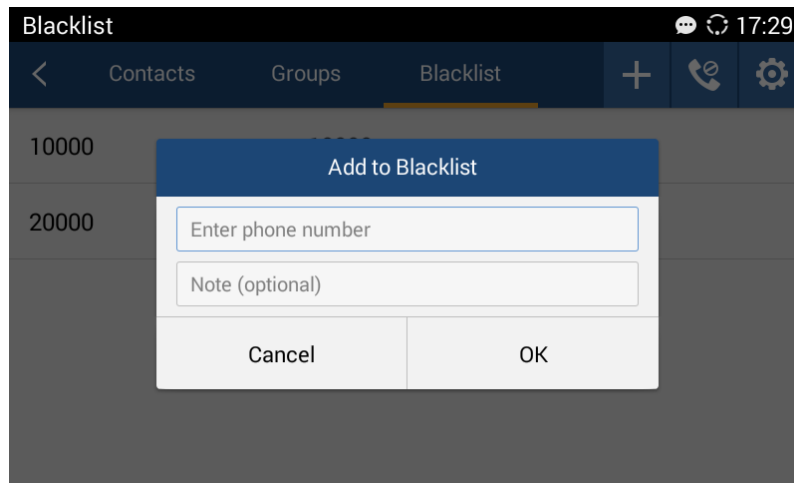 Blacklist 17:29
Contacts Groups Blacklist
10000
Add to Blacklist
20000
Enter phone number
Note (optional)
Cancel OK